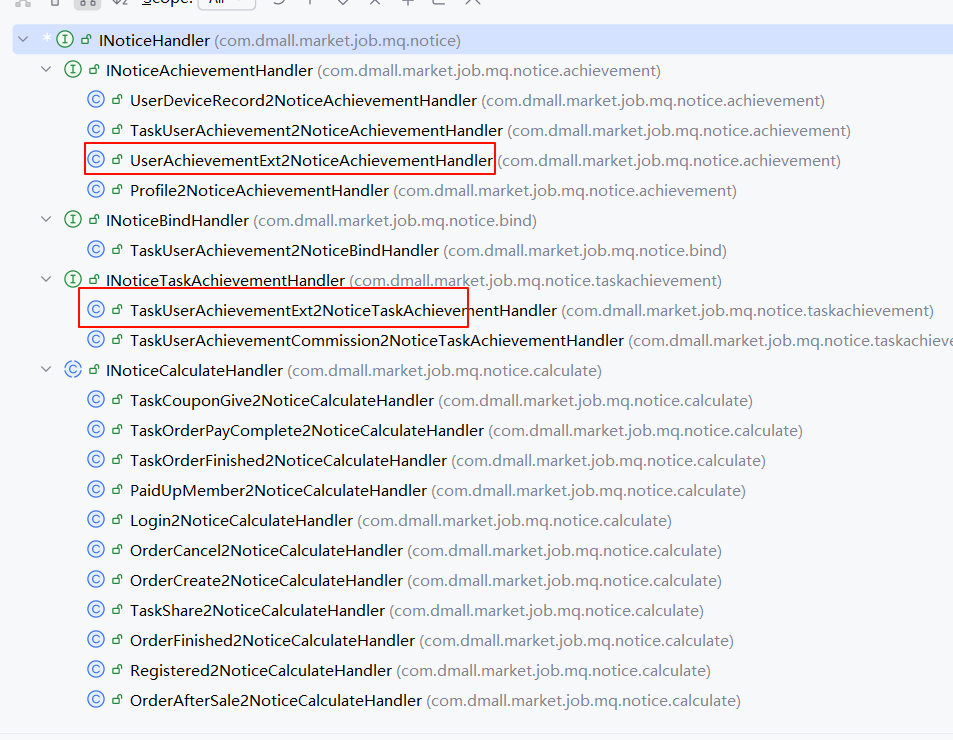 Scope: All
INoticeHandler (com.dmall.market.job.mq.notice)
INoticeAchievementHandler (com.dmall.market.job.mq.notice.achievement)
UserDeviceRecord2NoticeAchievementHandler (com.dmall.market.job.mq.notice.achievement)
TaskUserAchievement2NoticeAchievementHandler (com.dmall.market.job.mq.notice.achievement)
UserAchievementExt2NoticeAchievementHandler (com.dmall.market.job.mq.notice.achievement)
Profile2NoticeAchievementHandler (com.dmall.market.job.mq.notice.achievement)
INoticeBindHandler (com.dmall.market.job.mq.notice.bind)
TaskUserAchievement2NoticeBindHandler (com.dmall.market.job.mq.notice.bind)
INoticeTaskAchievementHandler (com.dmall.market.job.mq.notice.taskachievement)
TaskUserAchievementExt2NoticeTaskAchievementHandler (com.dmall.market.job.mq.notice.taskachievement)
TaskUserAchievementCommission2NoticeTaskAchievementHandler (com.dmall.market.job.mq.notice.taskachieve
INoticeCalculateHandler (com.dmall.market.job.mq.notice.calculate)
TaskCouponGive2NoticeCalculateHandler (com.dmall.market.job.mq.notice.calculate)
TaskOrderPayComplete2NoticeCalculateHandler (com.dmall.market.job.mq.notice.calculate)
TaskOrderFinished2NoticeCalculateHandler (com.dmall.market.job.mq.notice.calculate)
PaidUpMember2NoticeCalculateHandler (com.dmall.market.job.mq.notice.calculate)
Login2NoticeCalculateHandler (com.dmall.market.job.mq.notice.calculate)
OrderCancel2NoticeCalculateHandler (com.dmall.market.job.mq.notice.calculate)
OrderCreate2NoticeCalculateHandler (com.dmall.market.job.mq.notice.calculate)
TaskShare2NoticeCalculateHandler (com.dmall.market.job.mq.notice.calculate)
OrderFinished2NoticeCalculateHandler (com.dmall.market.job.mq.notice.calculate)
Registered2NoticeCalculateHandler (com.dmall.market.job.mq.notice.calculate)
OrderAfterSale2NoticeCalculateHandler (com.dmall.market.job.mq.notice.calculate)